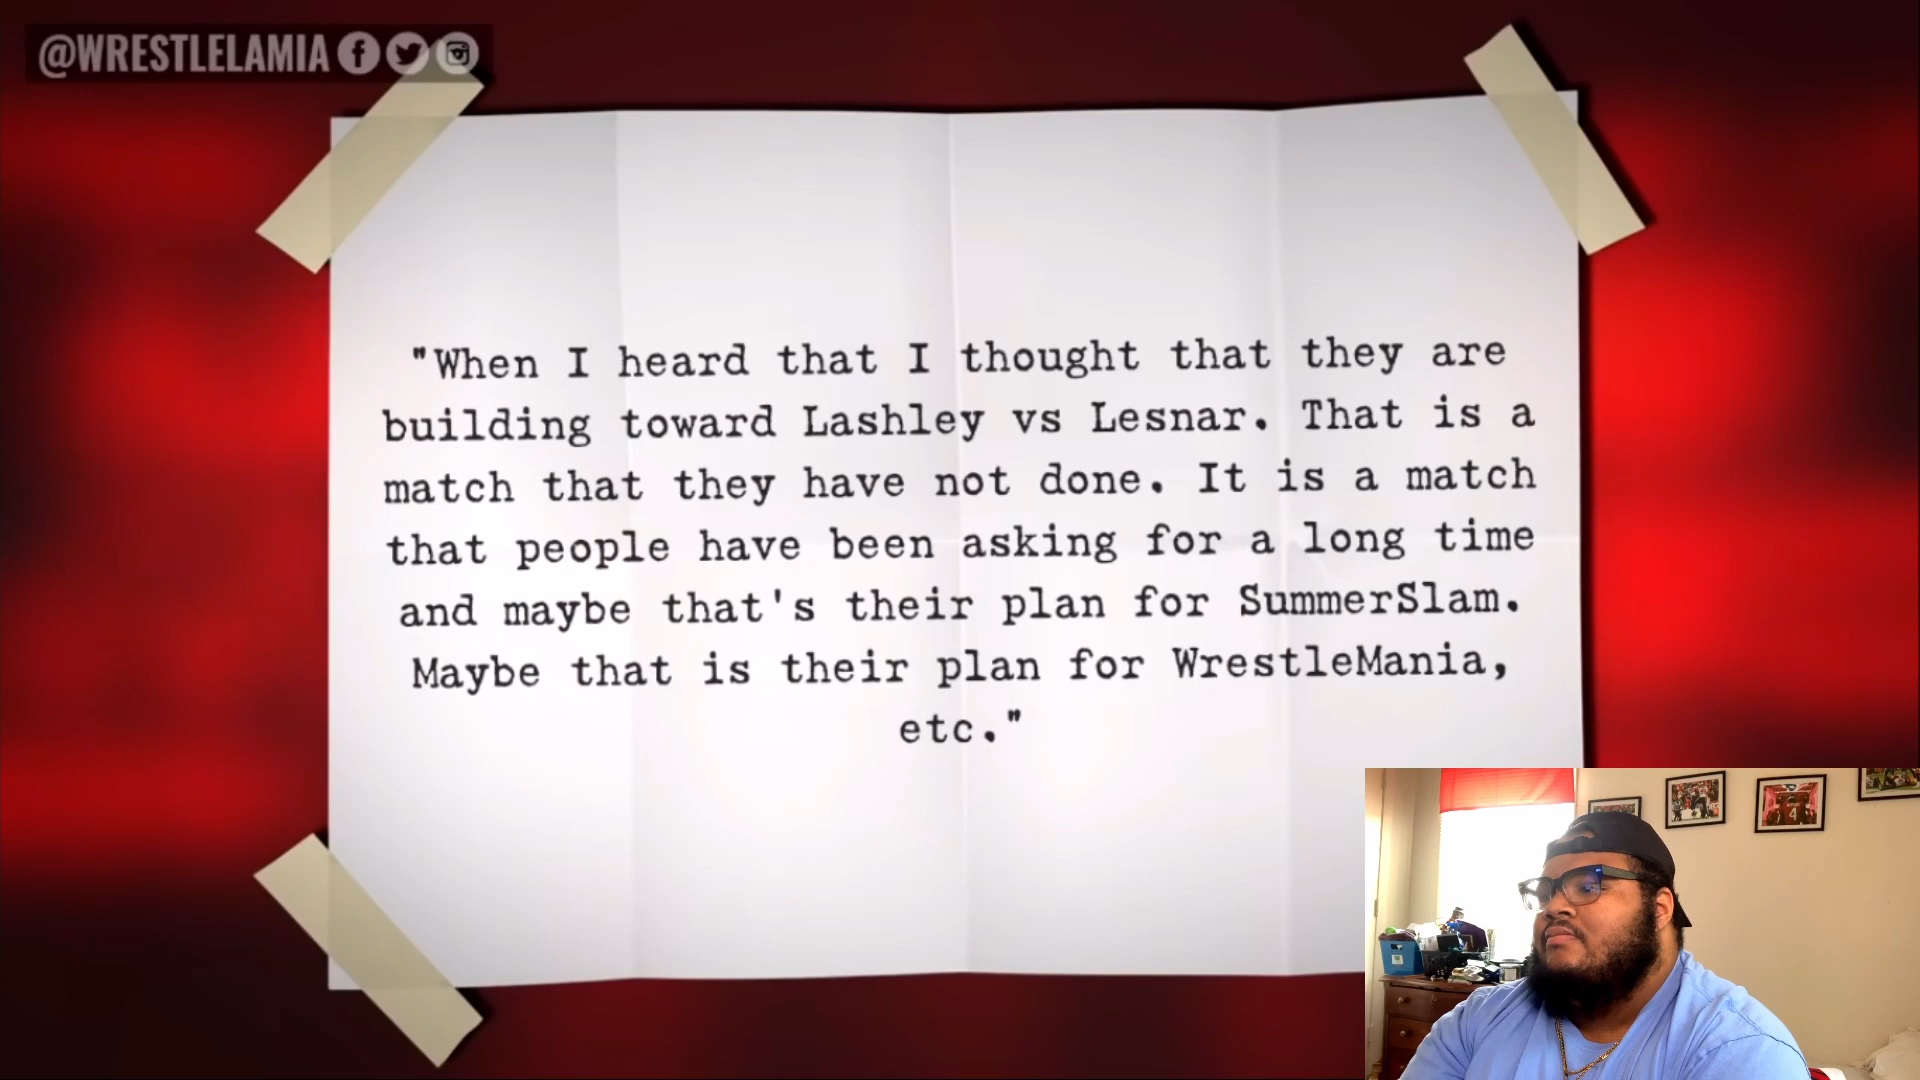 @WRESTLELAMIA
"When I heard that I thought that they are
building toward Lashley vs Lesnar. That is a
match that they have not done. It is a match
that people have been asking for a long time
and maybe that's their plan for SummerSlam.
Maybe that is their plan for WrestleMania,
etc."
4